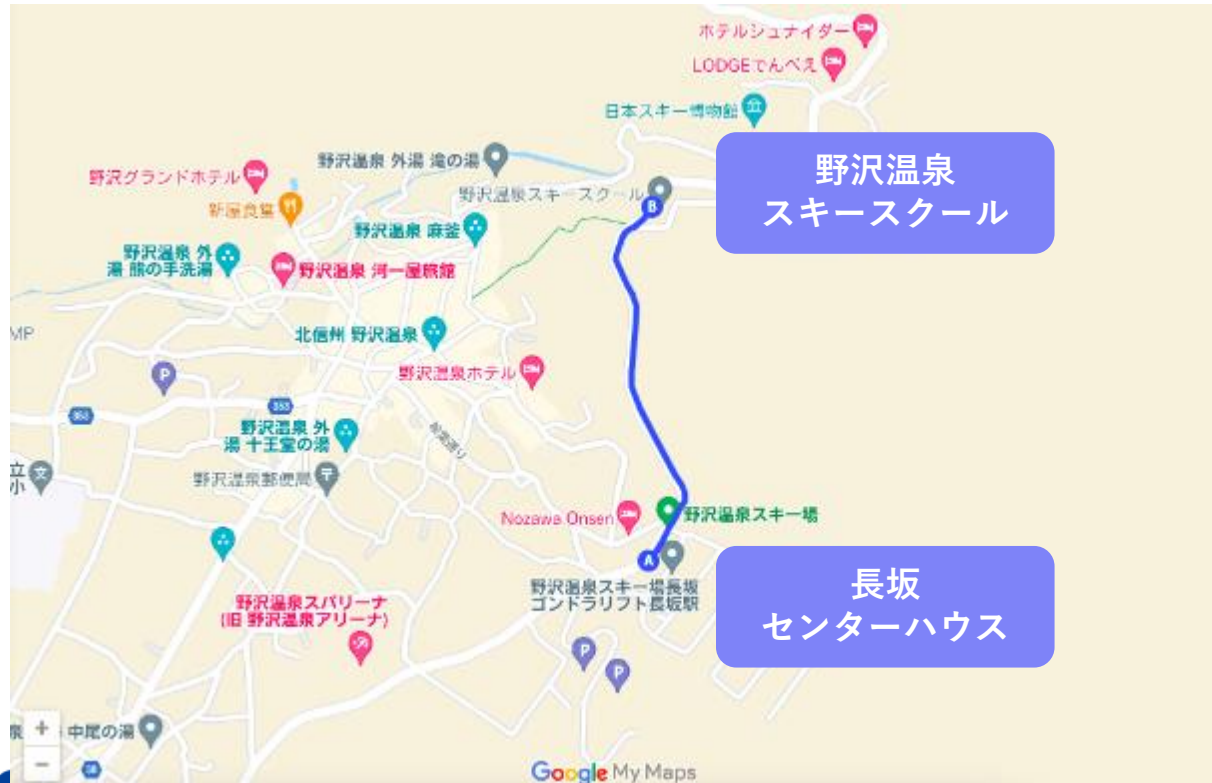 ホテルシュナイダー
LODGEでんべえ
日本スキー博物館
野沢温泉
スキースクール
野沢温泉 外湯 滝の湯
野沢グランドホテル
野沢温泉スキースクール
B
新屋食堂
野沢温泉 麻釜
野沢温泉 外
湯 熊の手洗湯
野沢温泉 河一屋旅館
MP
北信州 野沢温泉
野沢温泉ホテル
P
353
353
野沢温泉 外
湯 十王堂の湯
立
小
文
野沢温泉郵便局
Nozawa Onsen
野沢温泉スキー場
A
野沢温泉スキー場長坂
ゴンドラリフト長坂駅
長坂
センターハウス
野沢温泉スパリーナ
(旧 野沢温泉アリーナ)
P
P
+
中尾の湯
−
Google My Maps